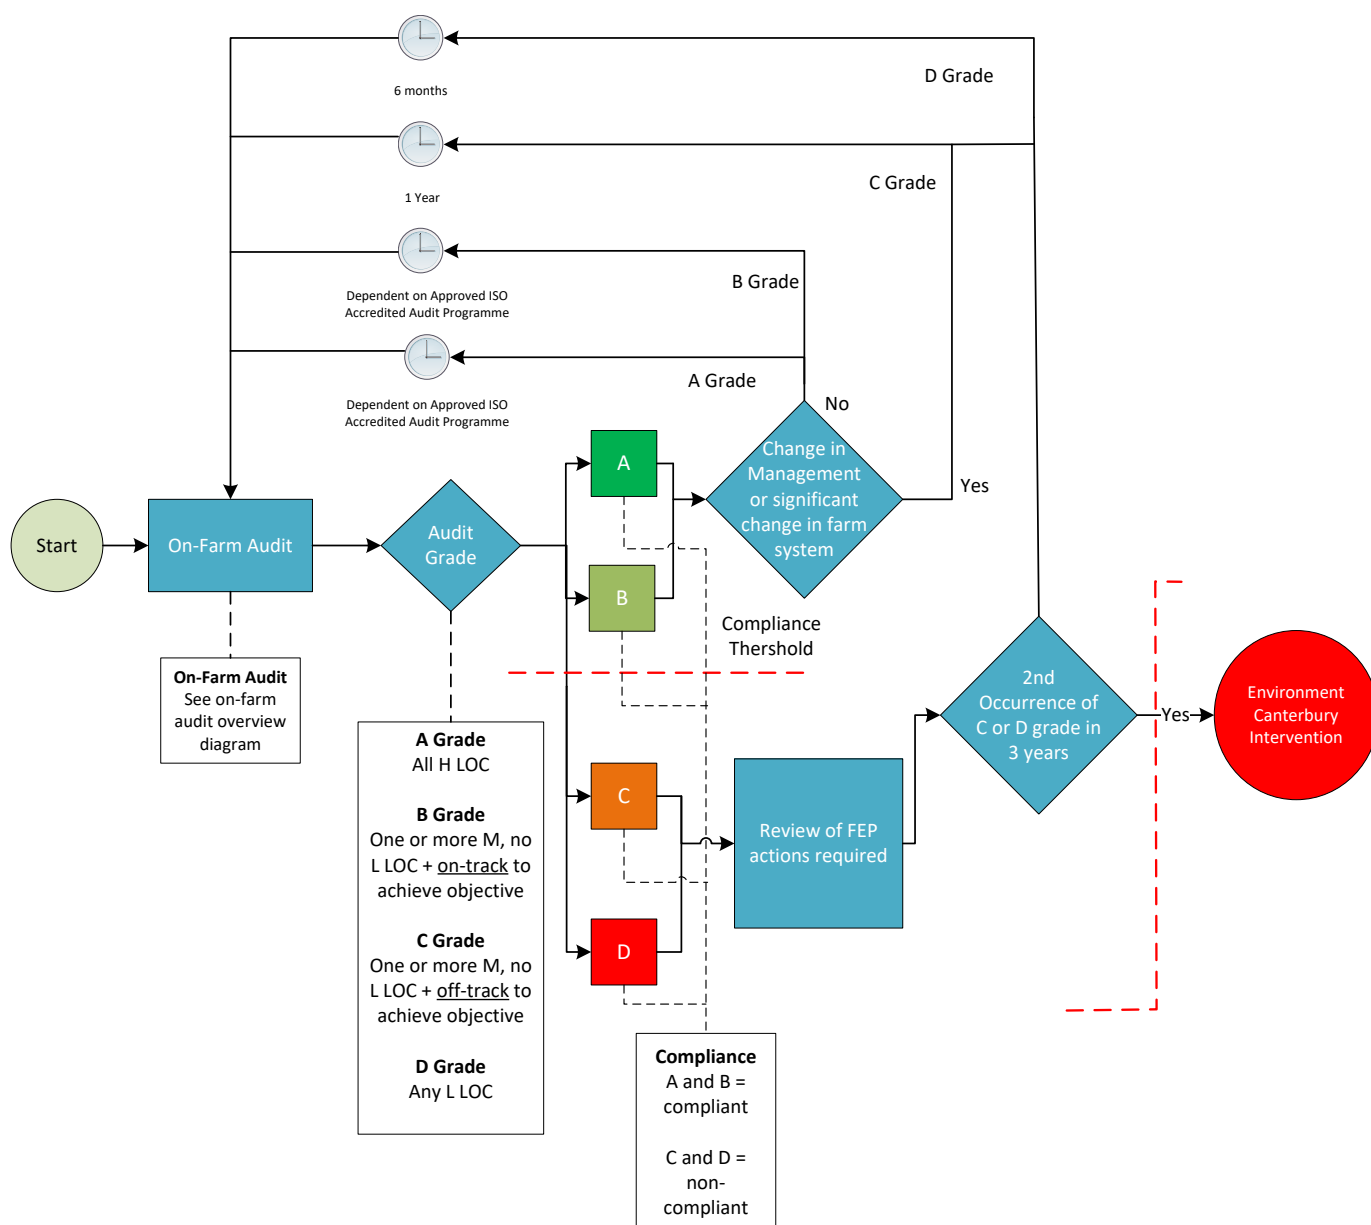 D Grade
6 months
C Grade
1 Year
B Grade
Dependent on Approved ISO
Accredited Audit Programme
A Grade
Dependent on Approved ISO
Accredited Audit Programme
No
A
Change in
Management
or significant
change in farm
system
Yes
Start
On-Farm Audit
Audit
Grade
B
Compliance
Thershold
On-Farm Audit
See on-farm
audit overview
diagram
2nd
Occurrence of
C or D grade in
3 years
Yes
Environment
Canterbury
Intervention
A Grade
All H LOC
B Grade
One or more M, no
L LOC + on-track to
achieve objective
C Grade
One or more M, no
L LOC + off-track to
achieve objective
D Grade
Any L LOC
C
Review of FEP
actions required
D
Compliance
A and B =
compliant
C and D =
non-
compliant